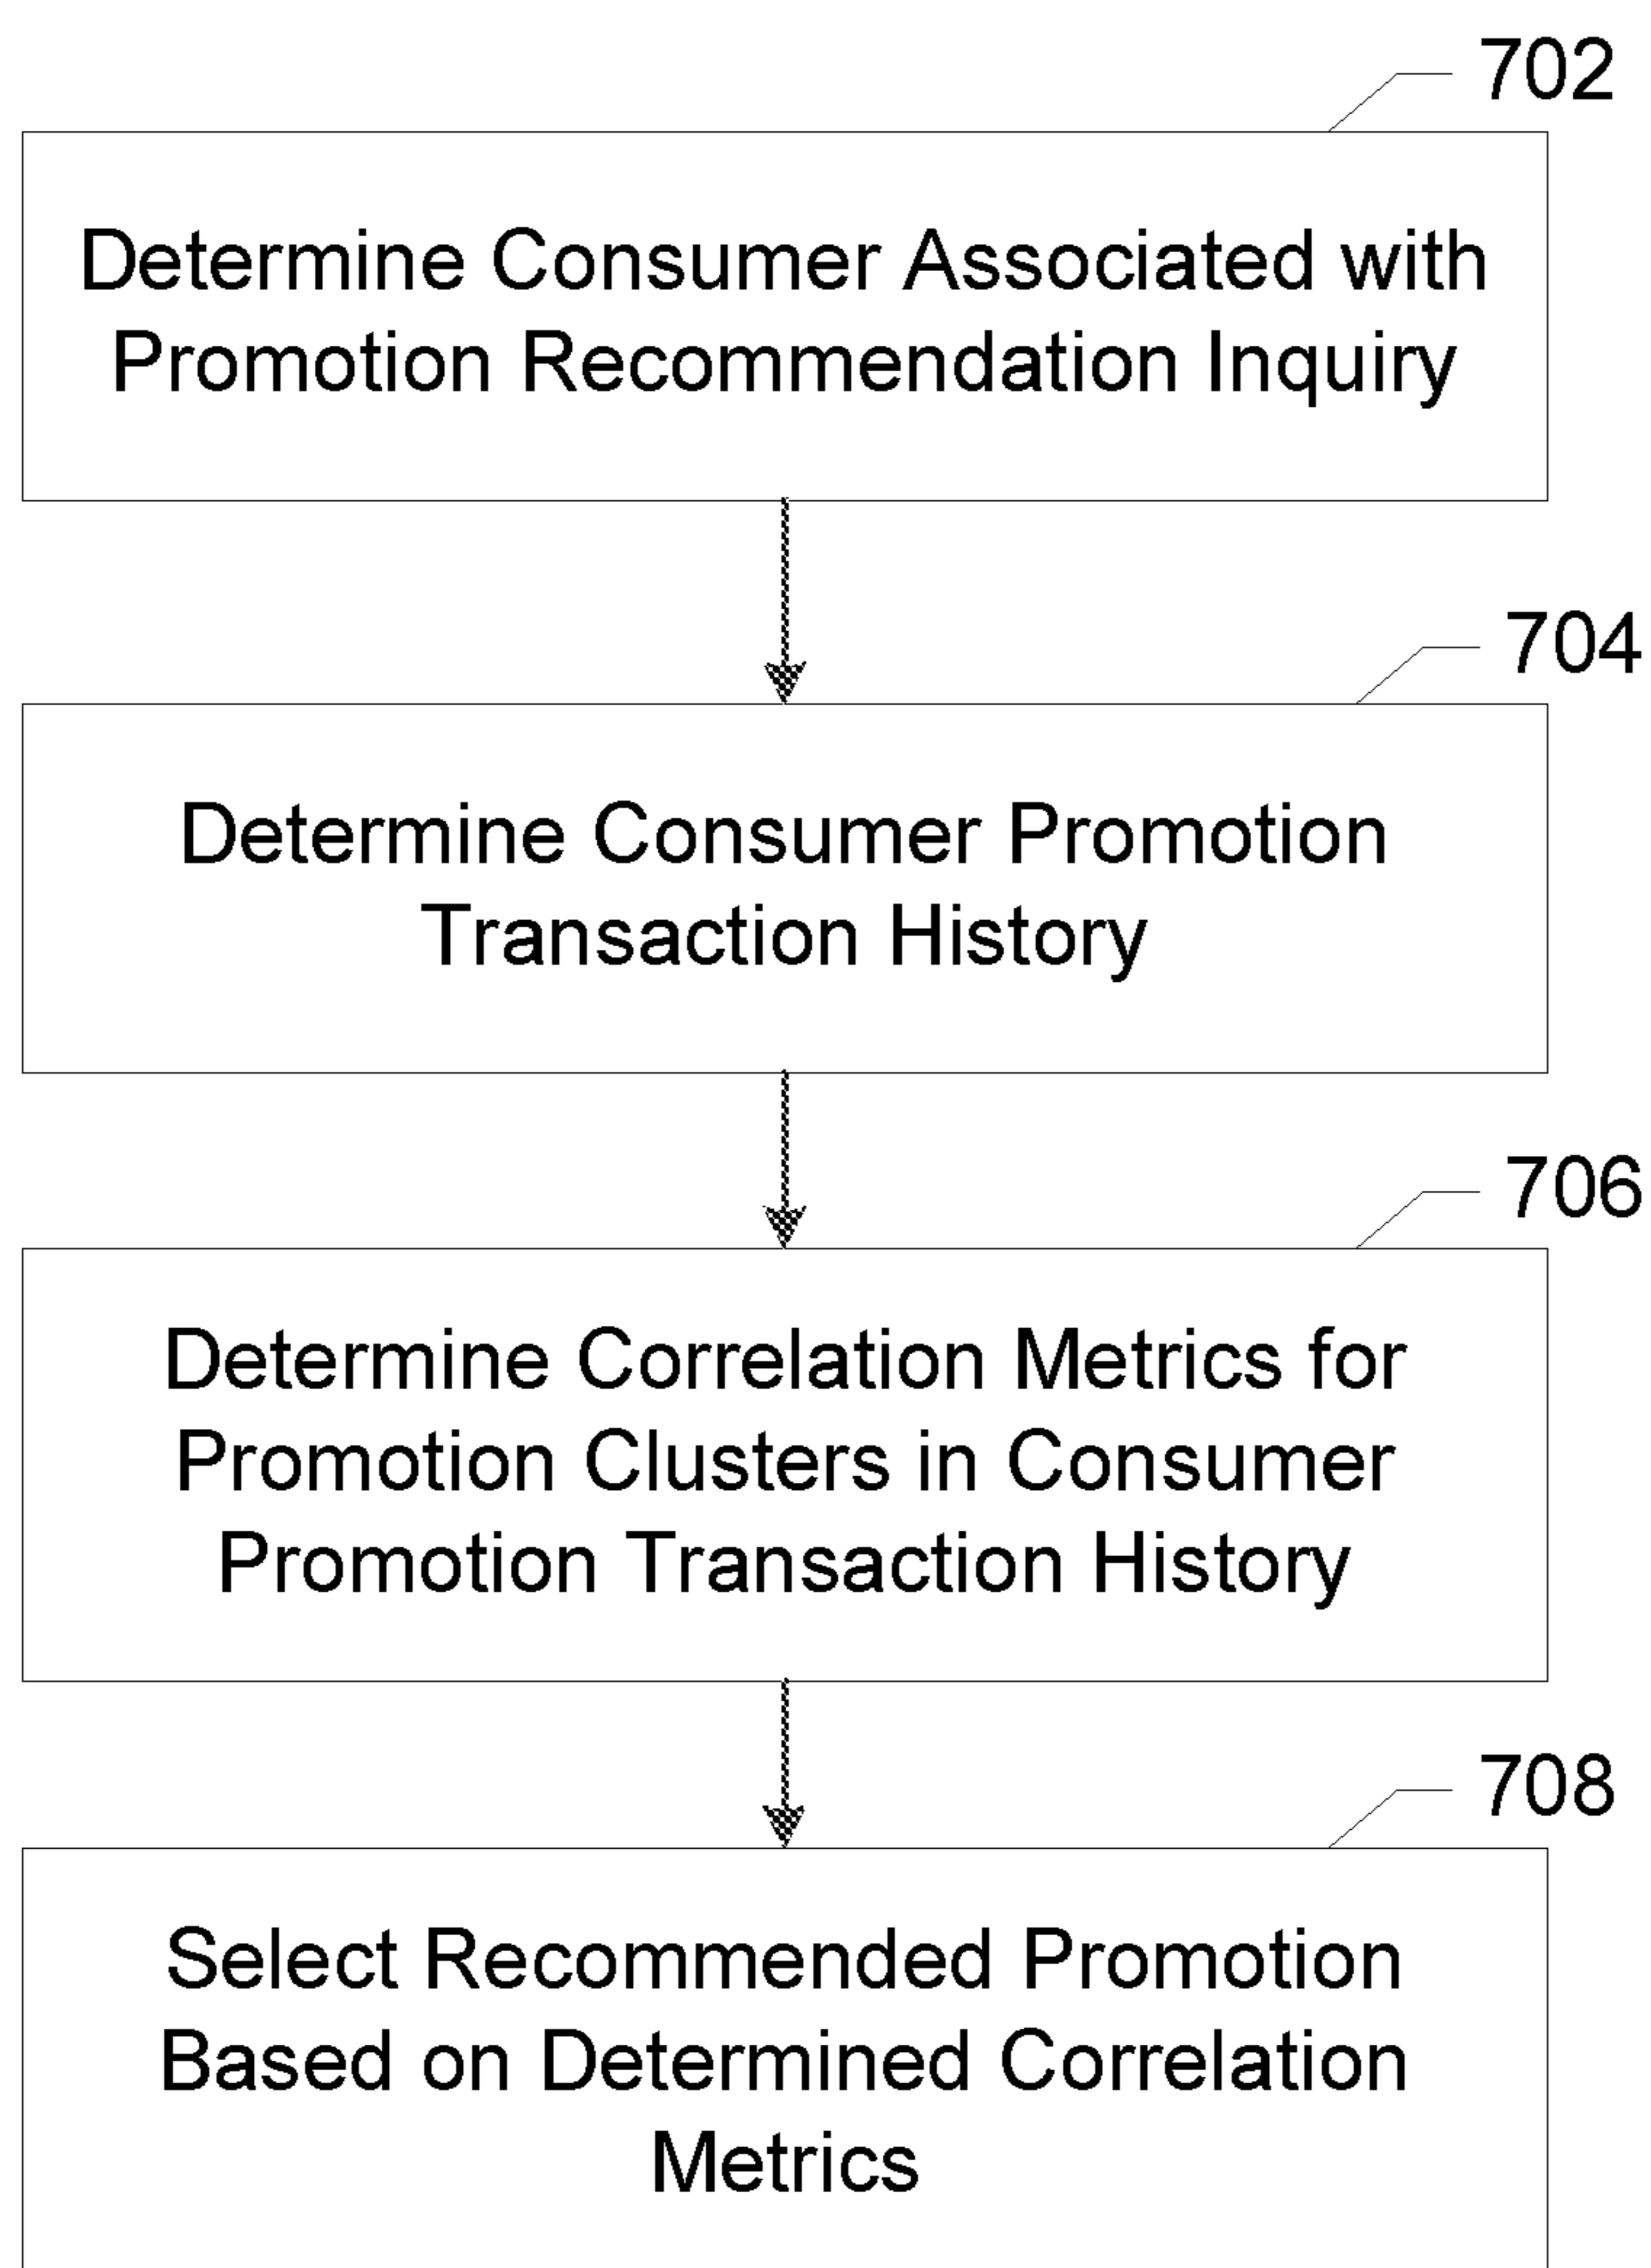 702
Determine Consumer Associated with
Promotion Recommendation Inquiry
704
Determine Consumer Promotion
Transaction History
706
Determine Correlation Metrics for
Promotion Clusters in Consumer
Promotion Transaction History
708
Select Recommended Promotion
Based on Determined Correlation
Metrics